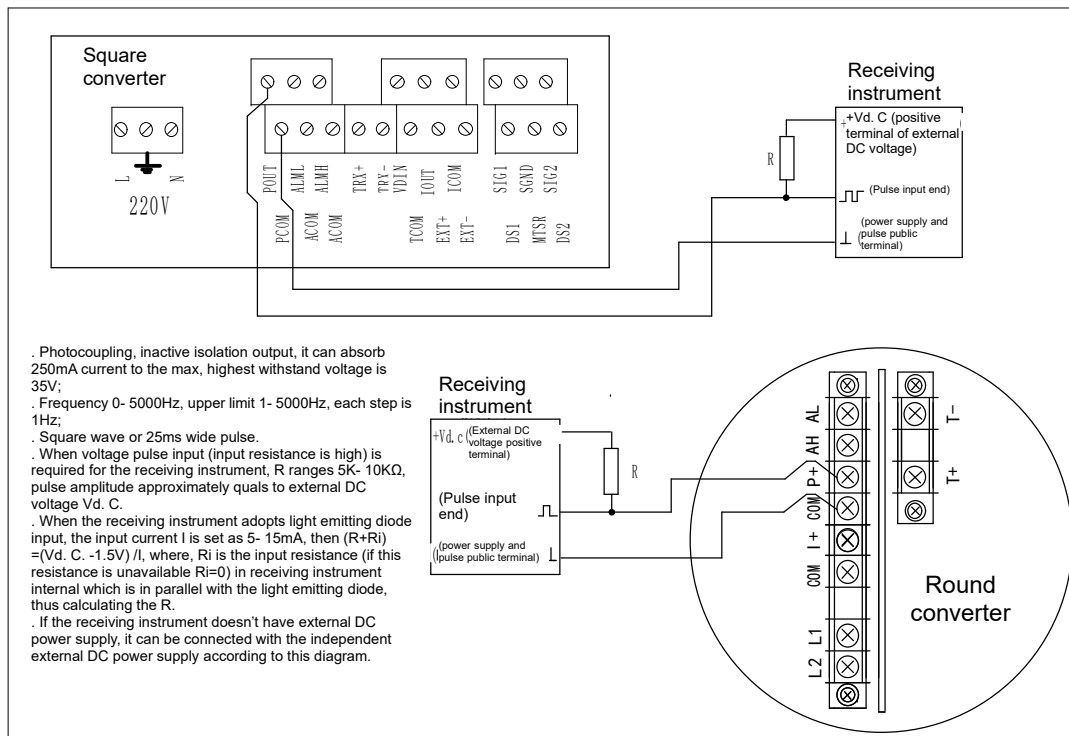 Square
converter
L
N
220V
POUT
ALML
ALMH
TRX+
TRX-
VDIN
IOUT
ICOM
SIG1
SGND
SIG2
PCOM
ACOM
ACOM
TCOM
EXT+
EXT-
DS1
MTSR
DS2
Receiving
instrument
R
+Vd. C (positive
terminal of external
DC voltage)
(Pulse input end)
(power supply and
pulse public
terminal)
. Photocoupling, inactive isolation output, it can absorb
250mA current to the max, highest withstand voltage is
35V;
. Frequency 0- 5000Hz, upper limit 1- 5000Hz, each step is
1Hz;
. Square wave or 25ms wide pulse.
. When voltage pulse input (input resistance is high) is
required for the receiving instrument, R ranges 5K- 10KΩ,
pulse amplitude approximately quals to external DC
voltage Vd. C.
. When the receiving instrument adopts light emitting diode
input, the input current I is set as 5- 15mA, then (R+Ri)
=(Vd. C. -1.5V) /I, where, Ri is the input resistance (if this
resistance is unavailable Ri=0) in receiving instrument
internal which is in parallel with the light emitting diode,
thus calculating the R.
. If the receiving instrument doesn't have external DC
power supply, it can be connected with the independent
external DC power supply according to this diagram.
Receiving
instrument
+Vd. c (External DC
voltage positive
terminal)
R
(Pulse input
end)
(power supply and
pulse public terminal)
AL
AH
P+
COM
I+
COM
L1
L2
T-
T+
Round
converter